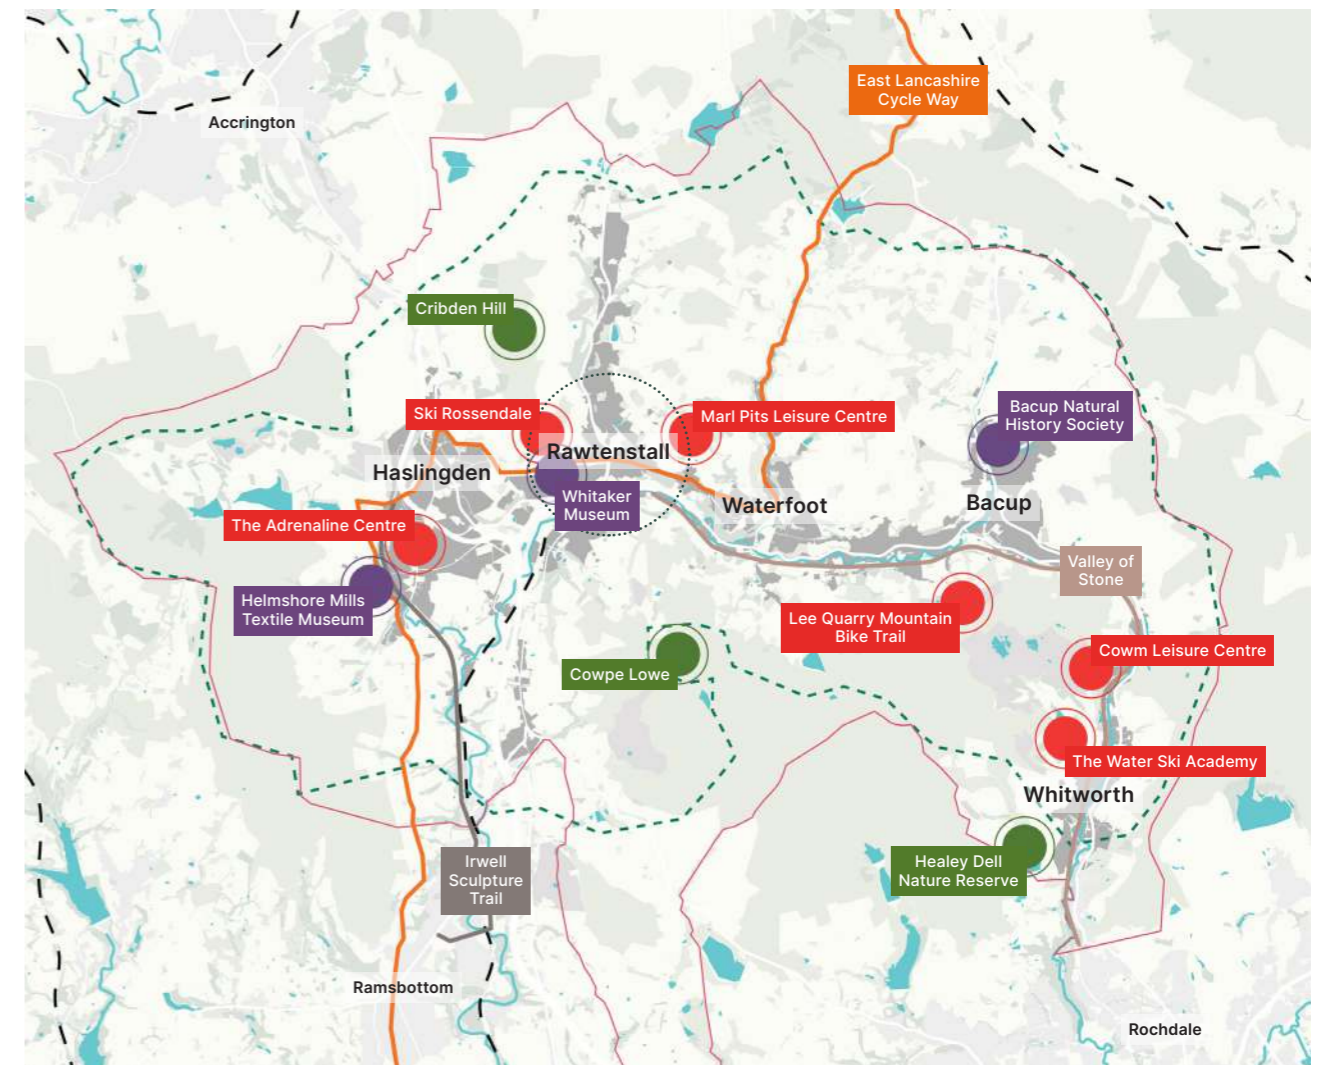 East Lancashire
Cycle Way
Accrington
Cribden Hill
Ski Rossendale
Marl Pits Leisure Centre
Bacup Natural
History Society
Rawtenstall
Haslingden
Whitaker
Museum
Waterfoot
Bacup
The Adrenaline Centre
Valley of
Stone
Helmshore Mills
Textile Museum
Lee Quarry Mountain
Bike Trail
Cowm Leisure Centre
Cowpe Lowe
The Water Ski Academy
Whitworth
Irwell
Sculpture
Trail
Healey Dell
Nature Reserve
Ramsbottom
Rochdale